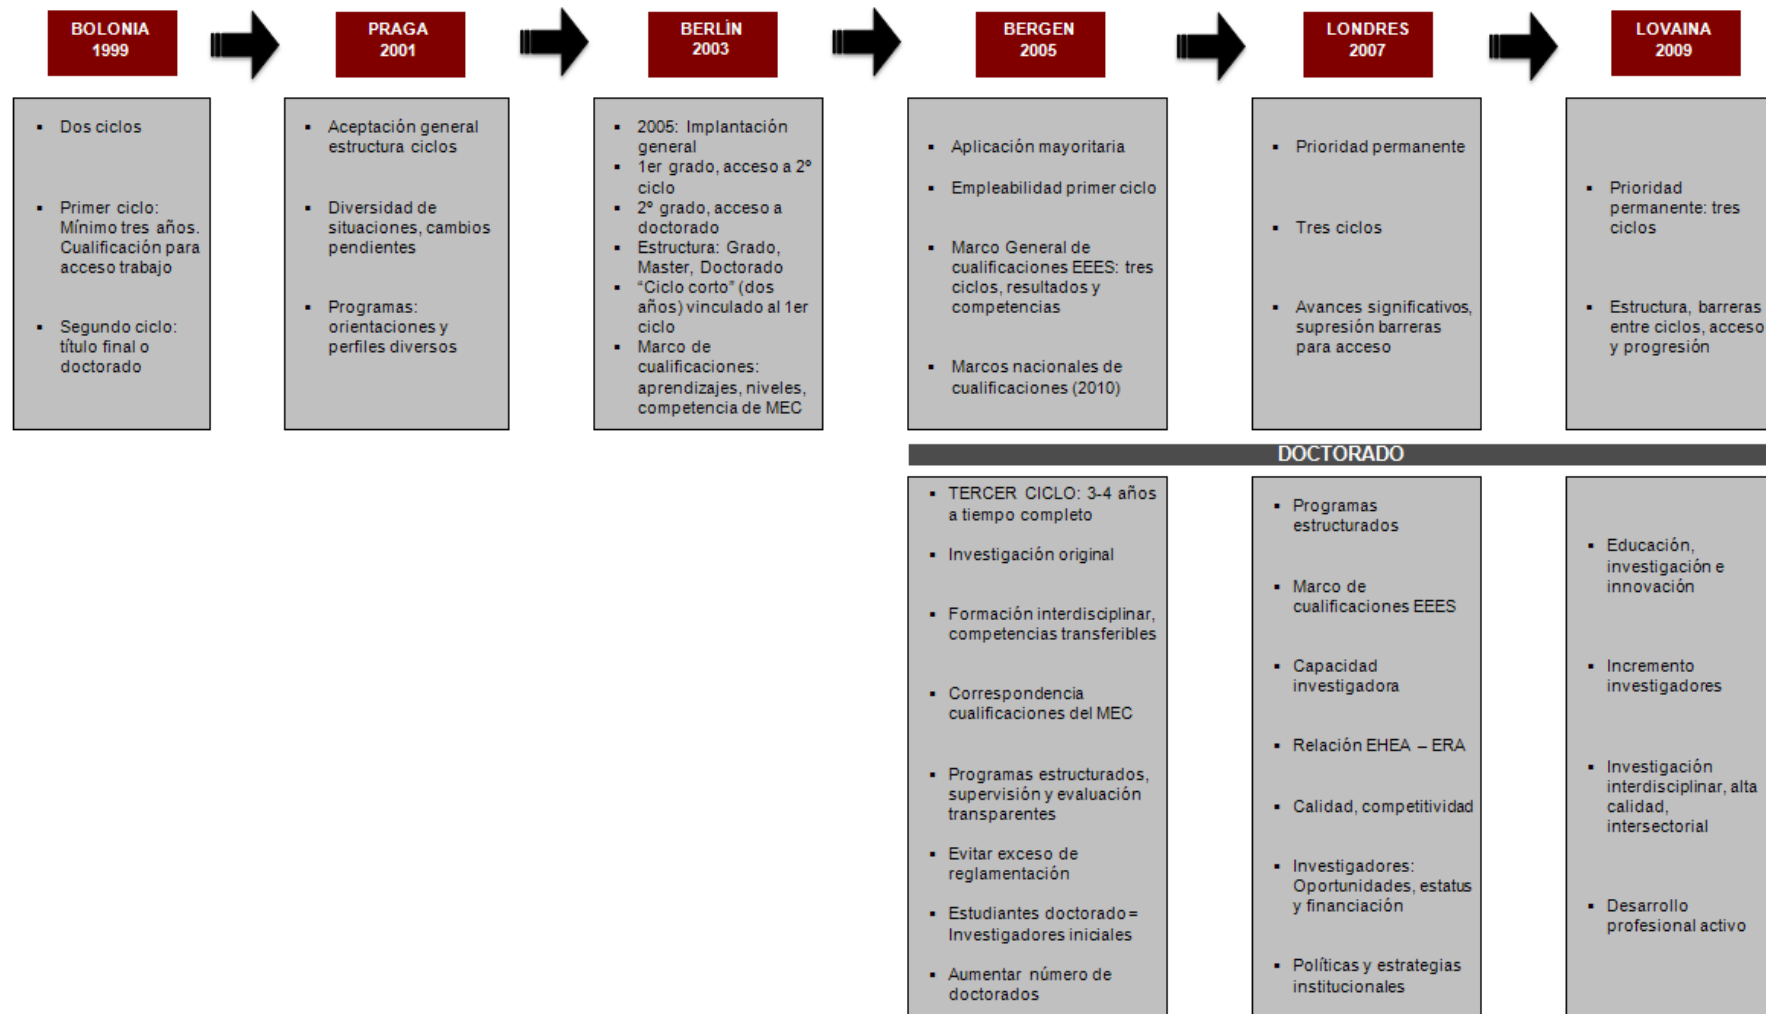 BOLONIA
1999
PRAGA
2001
BERLÍN
2003
BERGEN
2005
LONDRES
2007
LOVAINA
2009
▪ Dos ciclos
▪ Primer ciclo:
Mínimo tres años.
Cualificación para
acceso trabajo
▪ Segundo ciclo:
título final o
doctorado
▪ Aceptación general
estructura ciclos
▪ Diversidad de
situaciones, cambios
pendientes
▪ Programas:
orientaciones y
perfiles diversos
▪ 2005: Implantación
general
▪ 1er grado, acceso a 2º
ciclo
▪ 2º grado, acceso a
doctorado
▪ Estructura: Grado,
Master, Doctorado
▪ “Ciclo corto” (dos
años) vinculado al 1er
ciclo
▪ Marco de
cualificaciones:
aprendizajes, niveles,
competencia de MEC
▪ Aplicación mayoritaria
▪ Empleabilidad primer ciclo
▪ Marco General de
cualificaciones EEES: tres
ciclos, resultados y
competencias
▪ Marcos nacionales de
cualificaciones (2010)
▪ Prioridad permanente
▪ Tres ciclos
▪ Avances significativos,
supresión barreras
para acceso
▪ Prioridad
permanente: tres
ciclos
▪ Estructura, barreras
entre ciclos, acceso
y progresión
DOCTORADO
▪ TERCER CICLO: 3-4 años
a tiempo completo
▪ Investigación original
▪ Formación interdisciplinar,
competencias transferibles
▪ Correspondencia
cualificaciones del MEC
▪ Programas estructurados,
supervisión y evaluación
transparentes
▪ Evitar exceso de
reglamentación
▪ Estudiantes doctorado =
Investigadores iniciales
▪ Aumentar número de
doctorados
▪ Programas
estructurados
▪ Marco de
cualificaciones EEES
▪ Capacidad
investigadora
▪ Relación EHEA – ERA
▪ Calidad, competitividad
▪ Investigadores:
Oportunidades, estatus
y financiación
▪ Políticas y estrategias
institucionales
▪ Educación,
investigación e
innovación
▪ Incremento
investigadores
▪ Investigación
interdisciplinar, alta
calidad,
intersectorial
▪ Desarrollo
profesional activo